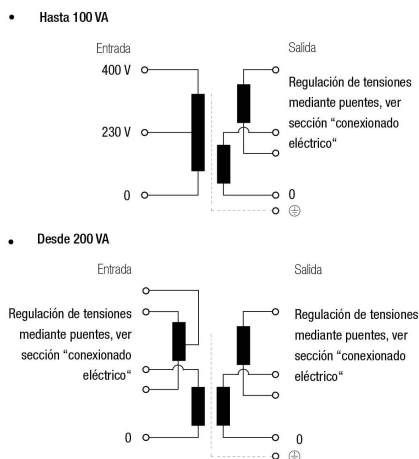 • Hasta 100 VA
Entrada
Salida
400 V
Regulación de tensiones
mediante puentes, ver
sección “conexionado
eléctrico“
230 V
0
0
• Desde 200 VA
Entrada
Salida
Regulación de tensiones
mediante puentes, ver
sección “conexionado
eléctrico“
Regulación de tensiones
mediante puentes, ver
sección “conexionado
eléctrico“
0
0